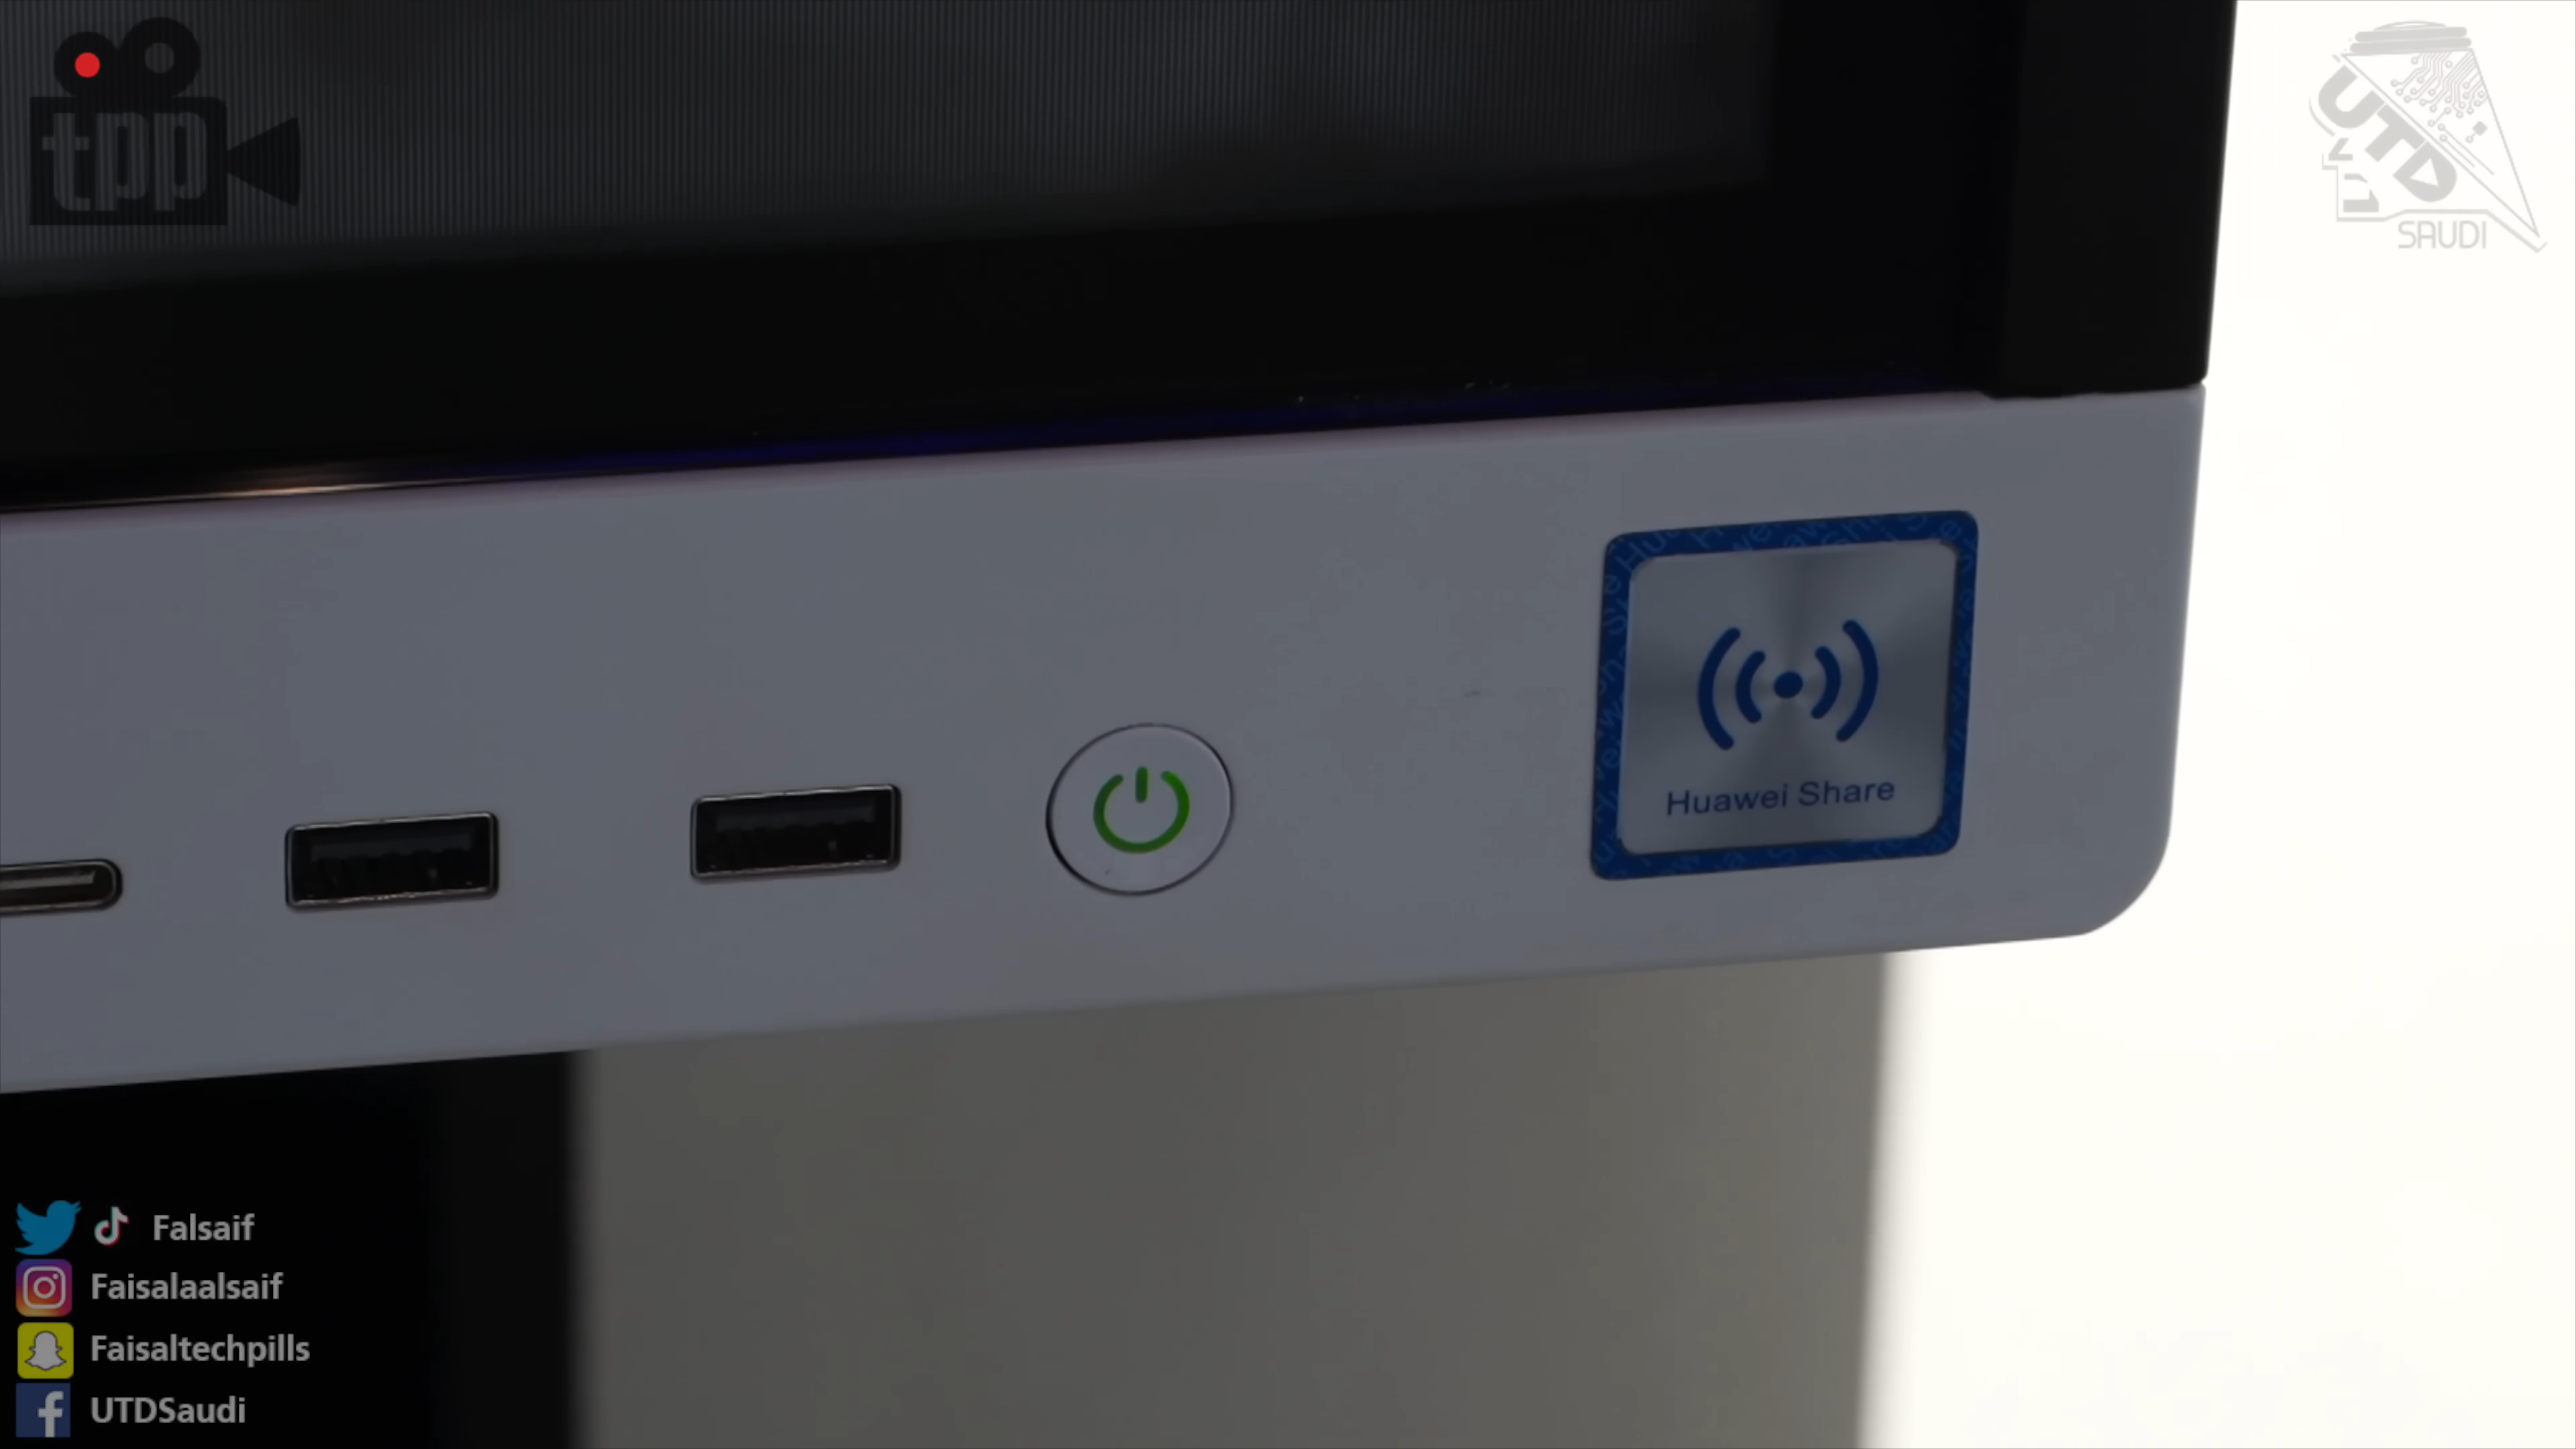 tpp
UTD
SAUDI
Huawei Share
Falsaif
Faisalaalsaif
Faisaltechpills
UTDSaudi